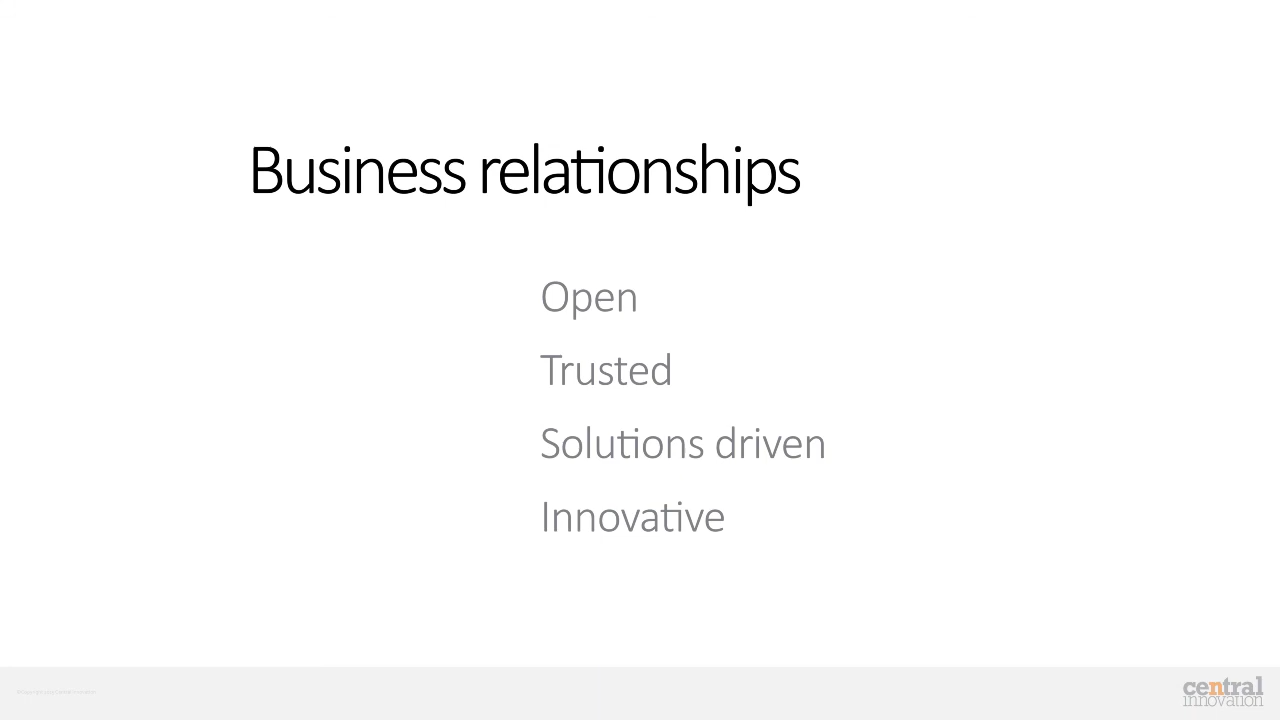 Business relationships
Open
Trusted
Solutions driven
Innovative
central
innovation